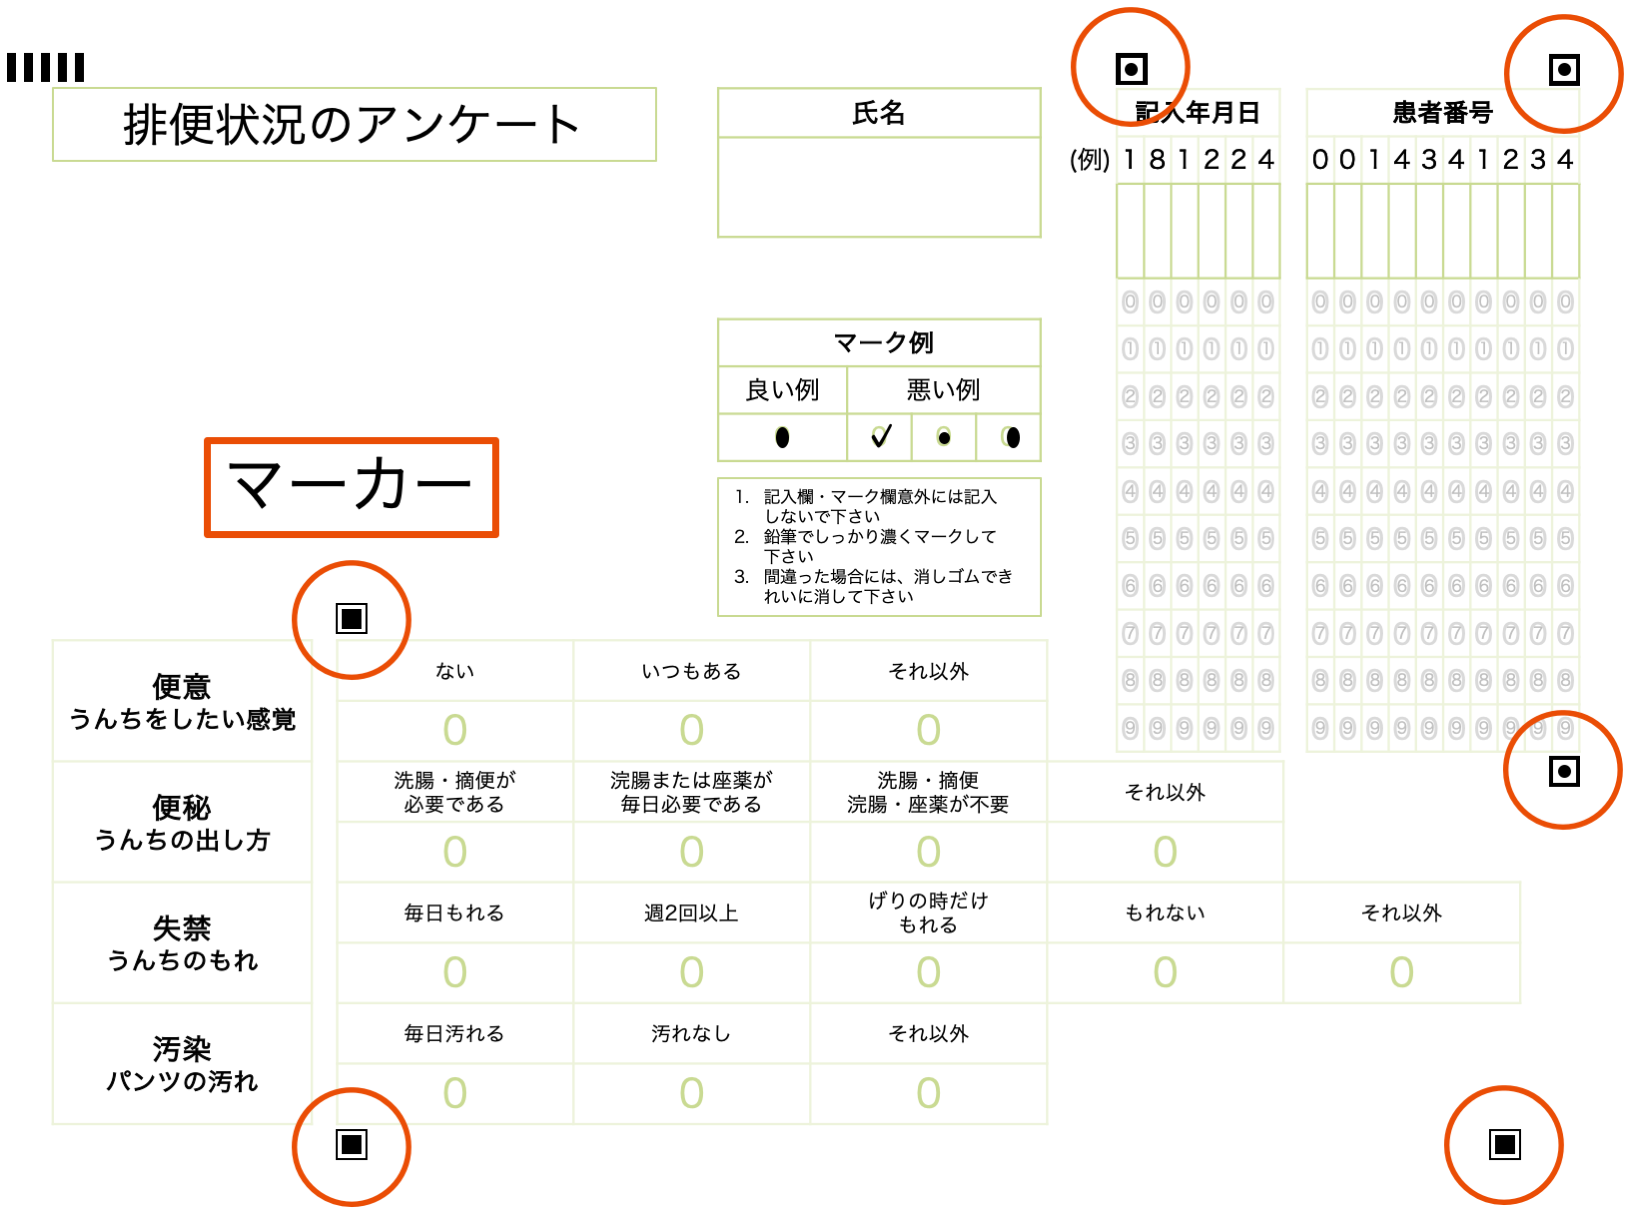 排便状況のアンケート
氏名
記入年月日
患者番号
(例) 1 8 1 2 2 4
0 0 1 4 3 4 1 2 3 4
マーク例
良い例 悪い例
1. 記入欄・マーク欄意外には記入
しないで下さい
2. 鉛筆でしっかり濃くマークして
下さい
3. 間違った場合には、消しゴムでき
れいに消して下さい
0 0 0 0 0 0 0 0 0 0 0 0 0 0 0 0
1 1 1 1 1 1 1 1 1 1 1 1 1 1 1 1
2 2 2 2 2 2 2 2 2 2 2 2 2 2 2 2
3 3 3 3 3 3 3 3 3 3 3 3 3 3 3 3
4 4 4 4 4 4 4 4 4 4 4 4 4 4 4 4
5 5 5 5 5 5 5 5 5 5 5 5 5 5 5 5
6 6 6 6 6 6 6 6 6 6 6 6 6 6 6 6
7 7 7 7 7 7 7 7 7 7 7 7 7 7 7 7
8 8 8 8 8 8 8 8 8 8 8 8 8 8 8 8
9 9 9 9 9 9 9 9 9 9 9 9 9 9 9 9
マーカー
便意
うんちをしたい感覚
ない いつもある それ以外
0 0 0
便秘
うんちの出し方
洗腸・摘便が
必要である
浣腸または座薬が
毎日必要である
洗腸・摘便
浣腸・座薬が不要
それ以外
0 0 0 0
失禁
うんちのもれ
毎日もれる
週2回以上
げりの時だけ
もれる
もれない
それ以外
0 0 0 0 0
汚染
パンツの汚れ
毎日汚れる 汚れなし それ以外
0 0 0